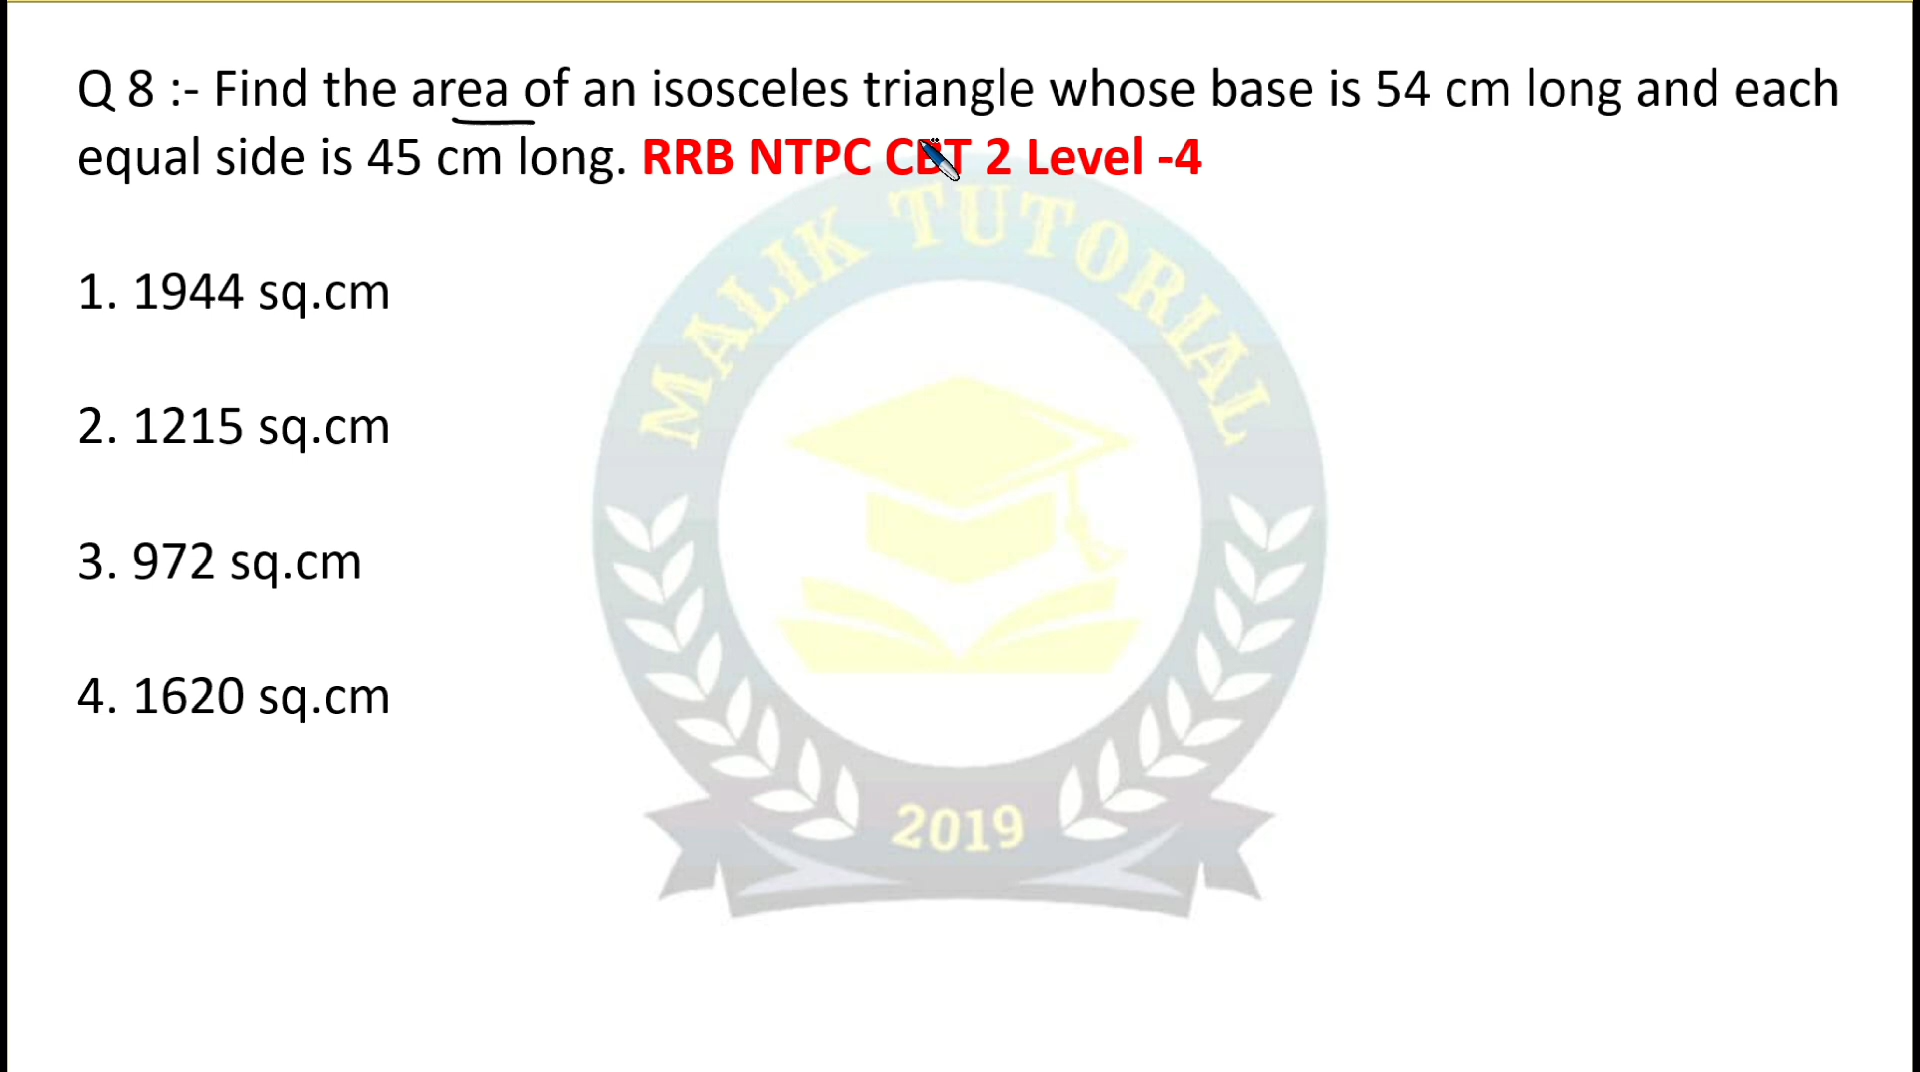 Q 8 :- Find the area of an isosceles triangle whose base is 54 cm long and each
equal side is 45 cm long. RRB NTPC CBT 2 Level -4
MALIK TUTORIAL
1. 1944 sq.cm
2. 1215 sq.cm
3. 972 sq.cm
4. 1620 sq.cm
2019